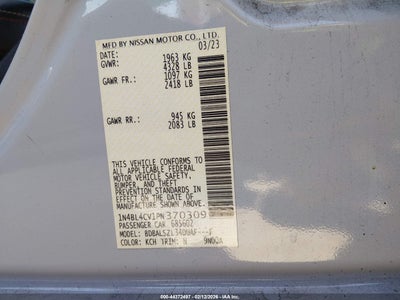 MFD BY NISSAN MOTOR CO., LTD.
DATE: 03/23
GVWR: 1963 KG
4328 LB
GAWR FR: 1097 KG
2418 LB
GAWR RR: 945 KG
2083 LB
THIS VEHICLE CONFORMS TO ALL
APPLICABLE FEDERAL
MOTOR VEHICLE SAFETY,
BUMPER, AND THEFT
PREVENTION STANDARDS IN
EFFECT ON THE DATE OF
MANUFACTURE SHOWN ABOVE.
1N4BL4CV1PN370309
PASSENGER CAR
COLOR: KCH TRIM:
000-44372497 - 02/12/2026 -